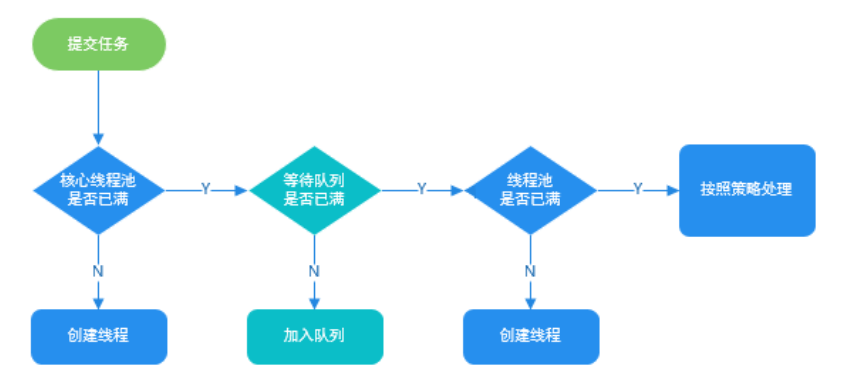 提交任务
核心线程池
是否已满
Y
等待队列
是否已满
Y
线程池
是否已满
Y
按照策略处理
N
N
N
创建线程
加入队列
创建线程